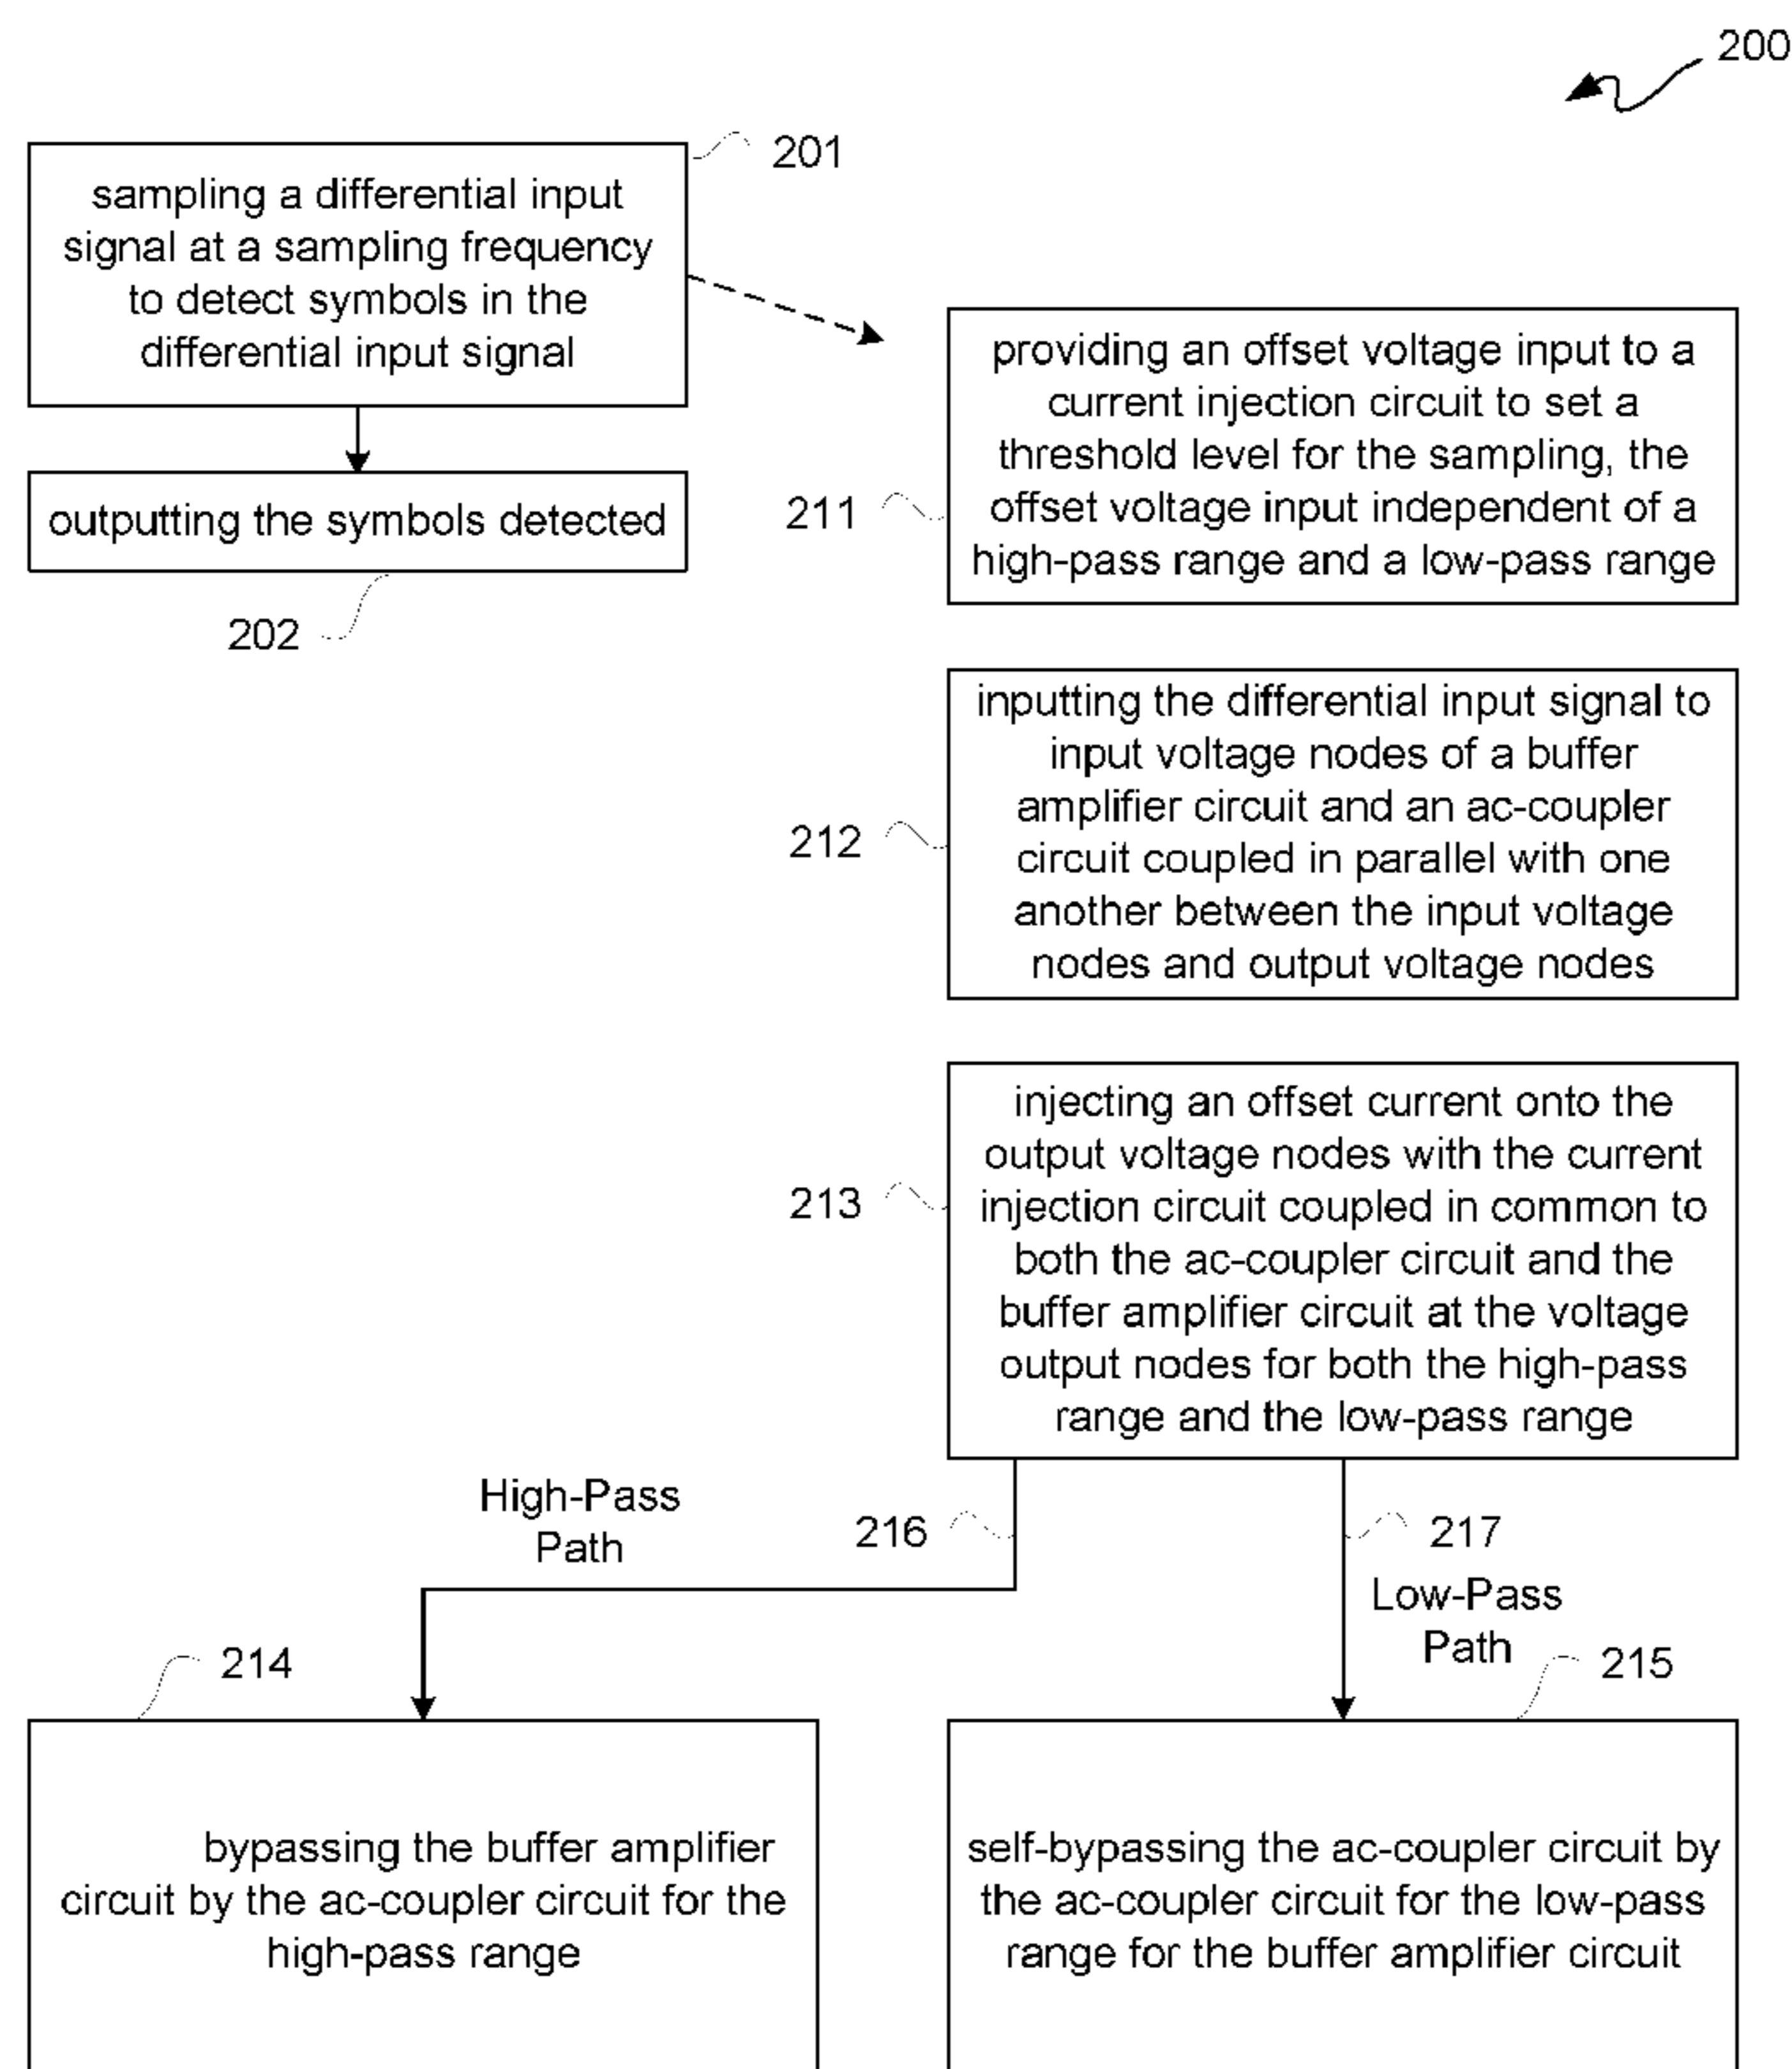 200
201
sampling a differential input
signal at a sampling frequency
to detect symbols in the
differential input signal
outputting the symbols detected
202
providing an offset voltage input to a
current injection circuit to set a
threshold level for the sampling, the
offset voltage input independent of a
high-pass range and a low-pass range
211
inputting the differential input signal to
input voltage nodes of a buffer
amplifier circuit and an ac-coupler
circuit coupled in parallel with one
another between the input voltage
nodes and output voltage nodes
212
injecting an offset current onto the
output voltage nodes with the current
injection circuit coupled in common to
both the ac-coupler circuit and the
buffer amplifier circuit at the voltage
output nodes for both the high-pass
range and the low-pass range
213
High-Pass
Path
216
217
Low-Pass
Path
214
215
bypassing the buffer amplifier
circuit by the ac-coupler circuit for the
high-pass range
self-bypassing the ac-coupler circuit by
the ac-coupler circuit for the low-pass
range for the buffer amplifier circuit